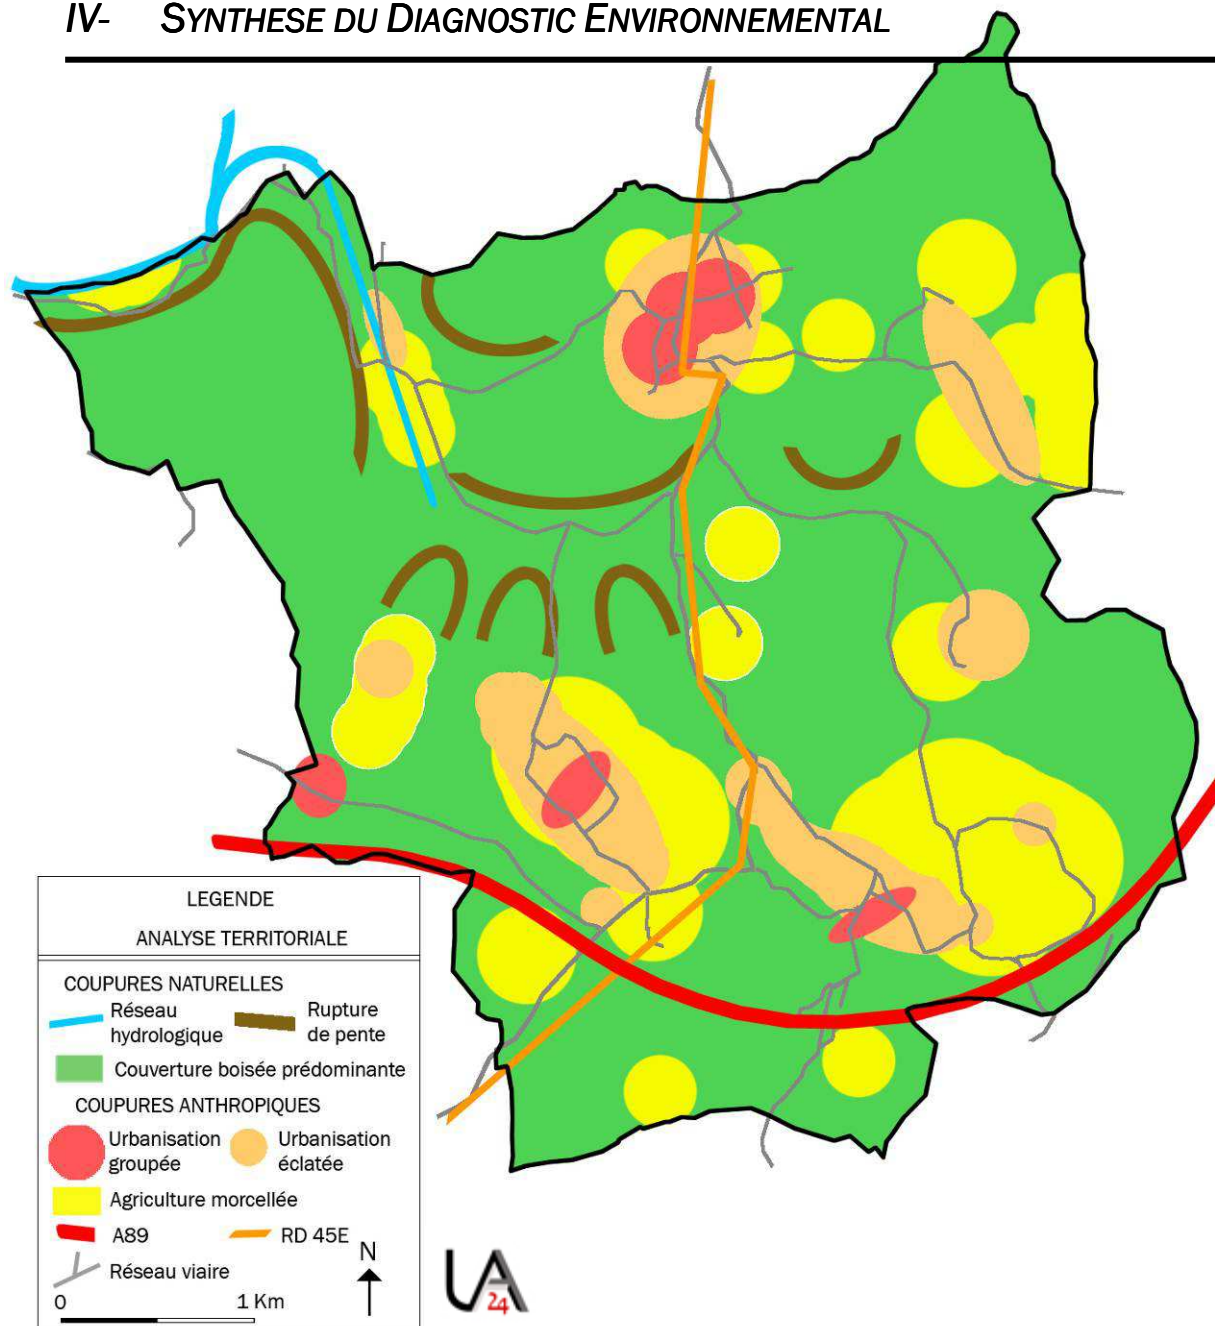 IV- SYNTHESE DU DIAGNOSTIC ENVIRONNEMENTAL
LEGENDE
ANALYSE TERRITORIALE
COUPURES NATURELLES
Réseau hydrologique
Rupture de pente
Couverture boisée prédominante
COUPURES ANTHROPIQUES
Urbanisation groupée
Urbanisation éclatée
Agriculture morcellée
A89
RD 45E
Réseau viaire
N
0 1 Km
UA
24